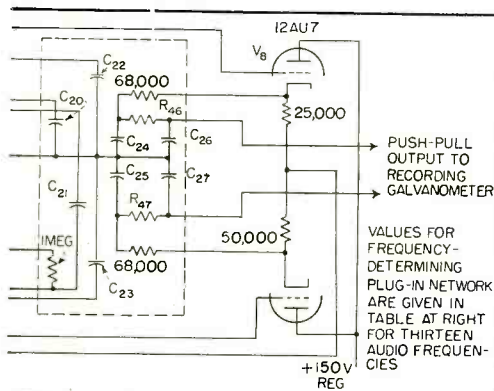 12AU7
V8
C22
68,000
C20
R46
25,000
C24
C26
C25
C27
C21
R47
PUSH-PULL
OUTPUT TO
RECORDING
GALVANOMETER
50,000
1MEG
68,000
C23
VALUES FOR
FREQUENCY-
DETERMINING
PLUG-IN NETWORK
ARE GIVEN IN
TABLE AT RIGHT
FOR THIRTEEN
AUDIO FREQUEN-
CIES
+150V
REG